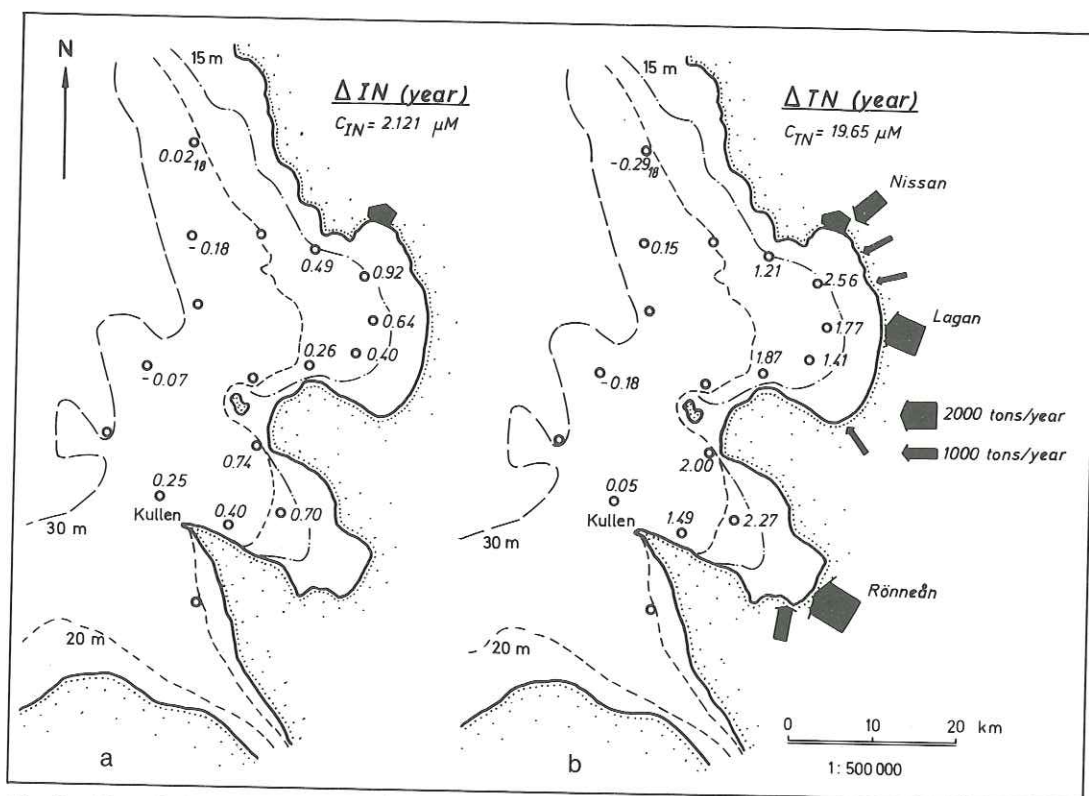 N
15 m
Δ IN (year)
C_IN = 2.121 μM
0.02 18
- 0.18
0.49
0.92
0.64
0.26
0.40
- 0.07
0.74
0.25
Kullen
0.40
0.70
30 m
20 m
a
15 m
Δ TN (year)
C_TN = 19.65 μM
-0.29 18
Nissan
0.15
1.21
2.56
1.77
Lagan
1.87
1.41
-0.18
2000 tons/year
1000 tons/year
2.00
0.05
Kullen
1.49
2.27
30 m
Rönneån
20 m
0 10 20 km
1: 500 000
b